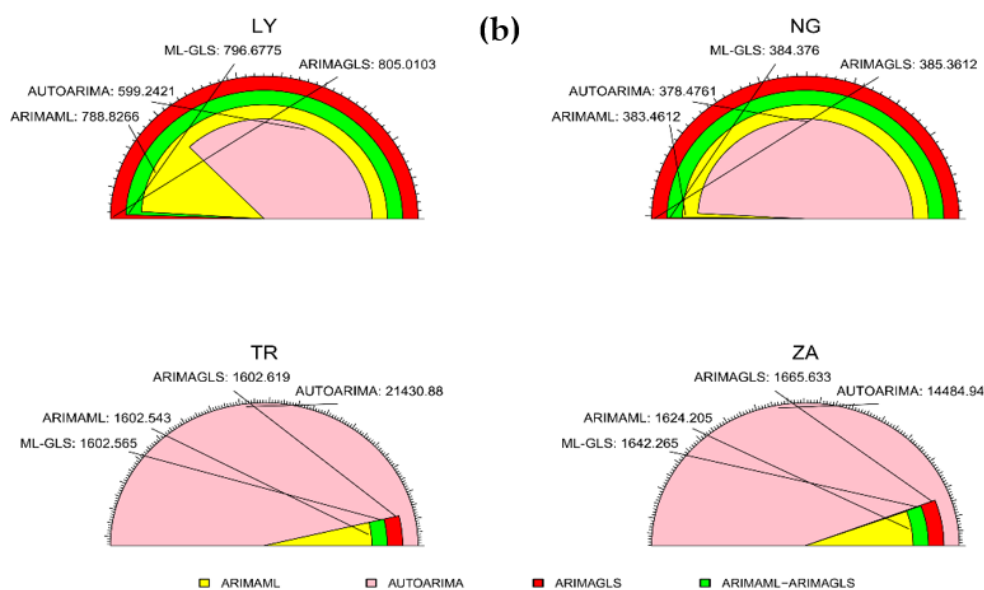 LY
(b)
NG
ML-GLS: 796.6775
ARIMAGLS: 805.0103
AUTOARIMA: 599.2421
ARIMAML: 788.8266
ML-GLS: 384.376
ARIMAGLS: 385.3612
AUTOARIMA: 378.4761
ARIMAML: 383.4612
TR
ARIMAGLS: 1602.619
AUTOARIMA: 21430.88
ARIMAML: 1602.543
ML-GLS: 1602.565
ZA
ARIMAGLS: 1665.633
AUTOARIMA: 14484.94
ARIMAML: 1624.205
ML-GLS: 1642.265
ARIMAML
AUTOARIMA
ARIMAGLS
ARIMAML−ARIMAGLS